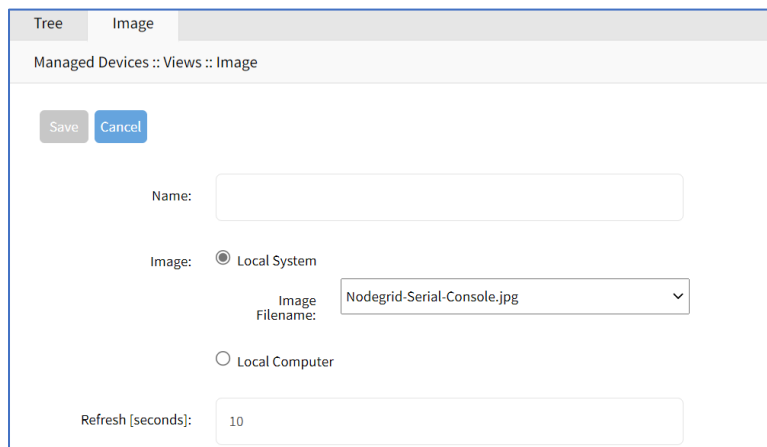 Tree Image
Managed Devices :: Views :: Image
Save Cancel
Name:
Image: Local System
Image Filename: Nodegrid-Serial-Console.jpg
Local Computer
Refresh [seconds]: 10